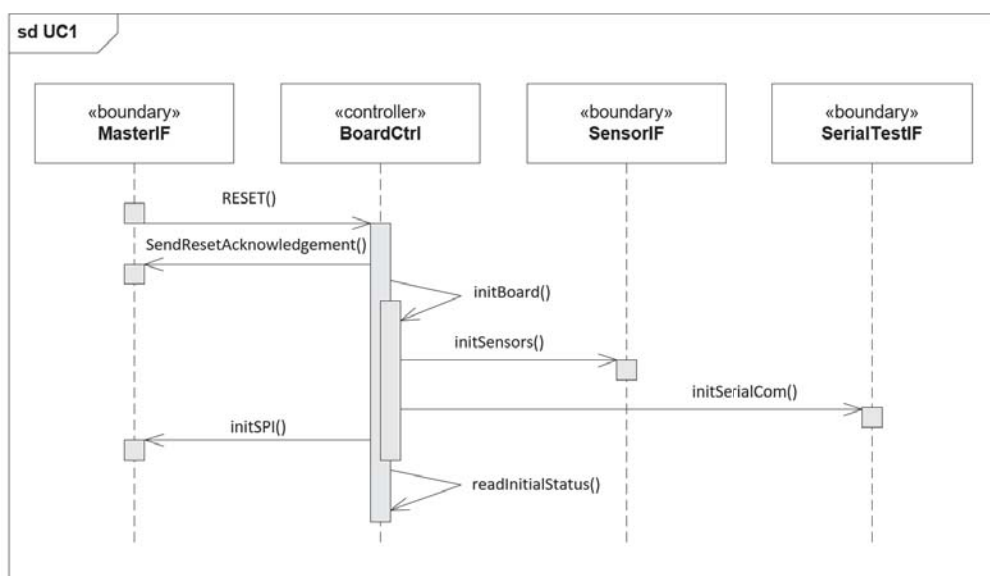 sd UC1
«boundary»
MasterIF
«controller»
BoardCtrl
«boundary»
SensorIF
«boundary»
SerialTestIF
RESET()
SendResetAcknowledgement()
initBoard()
initSensors()
initSerialCom()
initSPI()
readInitialStatus()